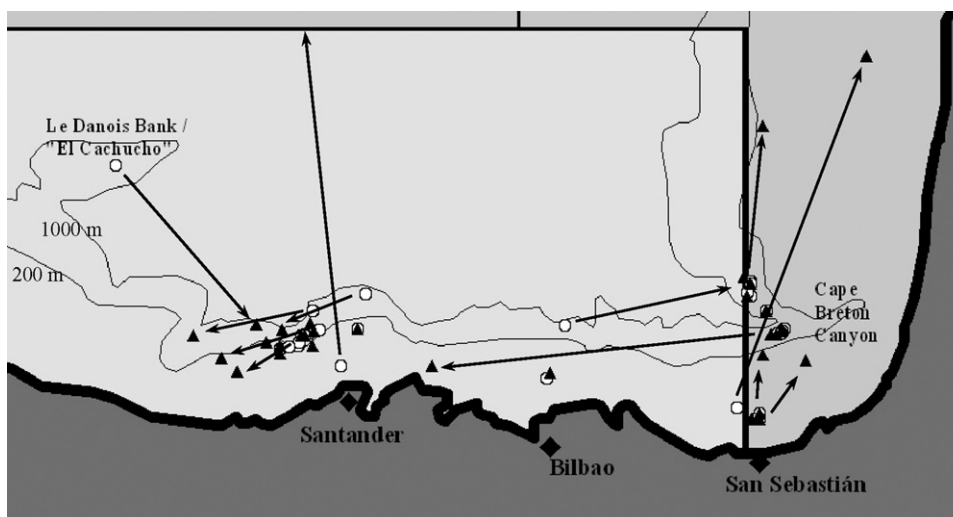 Le Danois Bank /
"El Cachucho"
1000 m
200 m
Cape
Breton
Canyon
Santander
Bilbao
San Sebastián